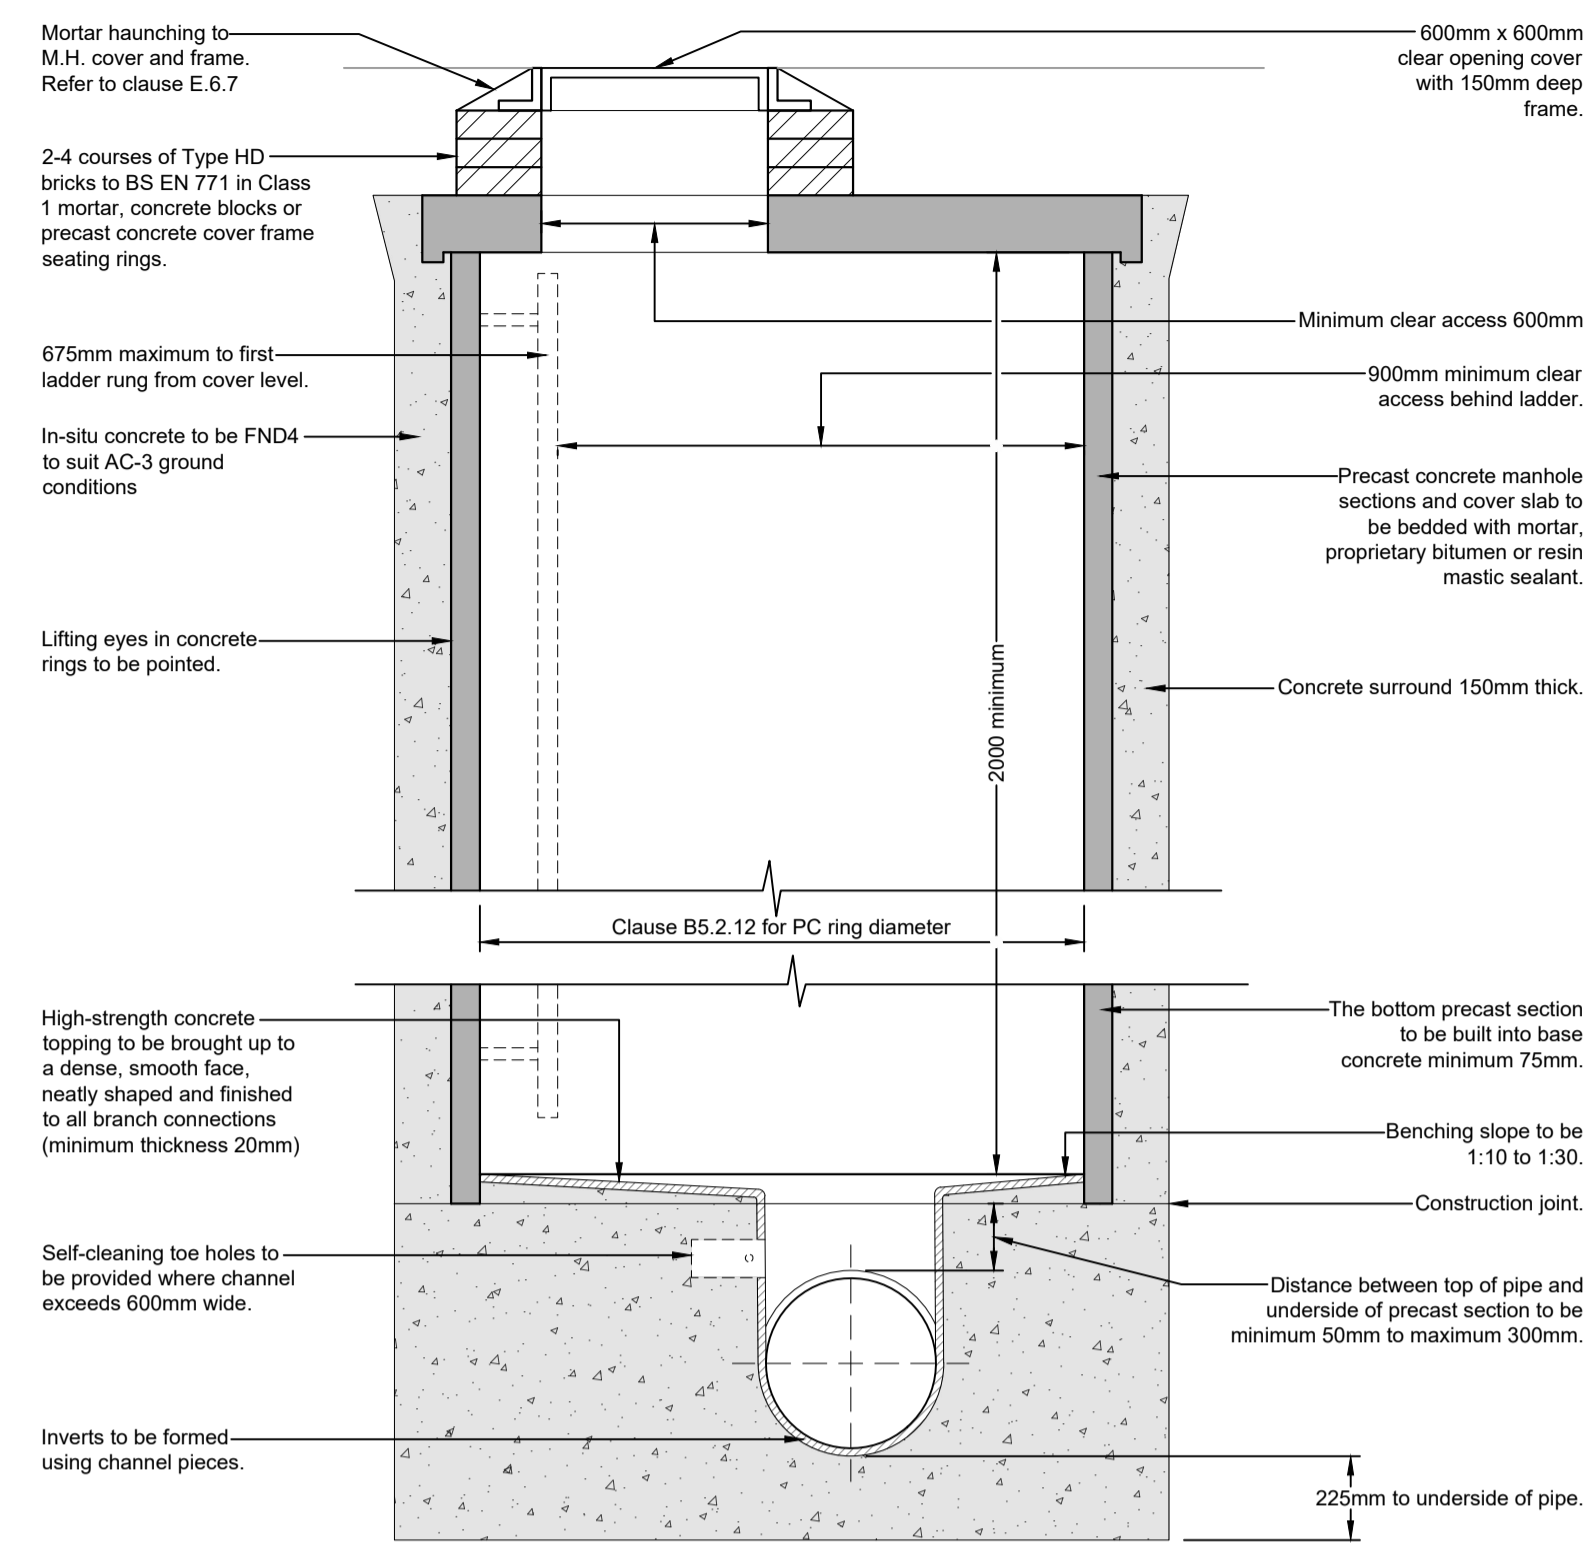 Mortar haunching to
M.H. cover and frame.
Refer to clause E.6.7
2-4 courses of Type HD
bricks to BS EN 771 in Class
1 mortar, concrete blocks or
precast concrete cover frame
seating rings.
675mm maximum to first
ladder rung from cover level.
In-situ concrete to be FND4
to suit AC-3 ground
conditions
Lifting eyes in concrete
rings to be pointed.
High-strength concrete
topping to be brought up to
a dense, smooth face,
neatly shaped and finished
to all branch connections
(minimum thickness 20mm)
Self-cleaning toe holes to
be provided where channel
exceeds 600mm wide.
Inverts to be formed
using channel pieces.
Clause B5.2.12 for PC ring diameter
2000 minimum
600mm x 600mm
clear opening cover
with 150mm deep
frame.
Minimum clear access 600mm
900mm minimum clear
access behind ladder.
Precast concrete manhole
sections and cover slab to
be bedded with mortar,
proprietary bitumen or resin
mastic sealant.
Concrete surround 150mm thick.
The bottom precast section
to be built into base
concrete minimum 75mm.
Benching slope to be
1:10 to 1:30.
Construction joint.
Distance between top of pipe and
underside of precast section to be
minimum 50mm to maximum 300mm.
225mm to underside of pipe.